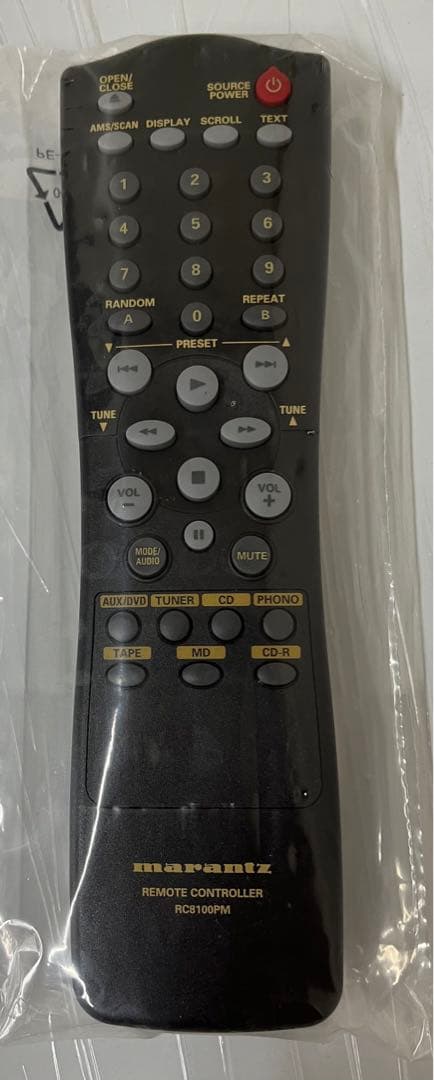 OPEN/
CLOSE
SOURCE
POWER
AMS/SCAN DISPLAY SCROLL TEXT
1 2 3
4 5 6
7 8 9
RANDOM REPEAT
A 0 B
PRESET
TUNE TUNE
VOL VOL
- +
MODE/
AUDIO
MUTE
AUX/DVD TUNER CD PHONO
TAPE MD CD-R
marantz
REMOTE CONTROLLER
RC8100PM